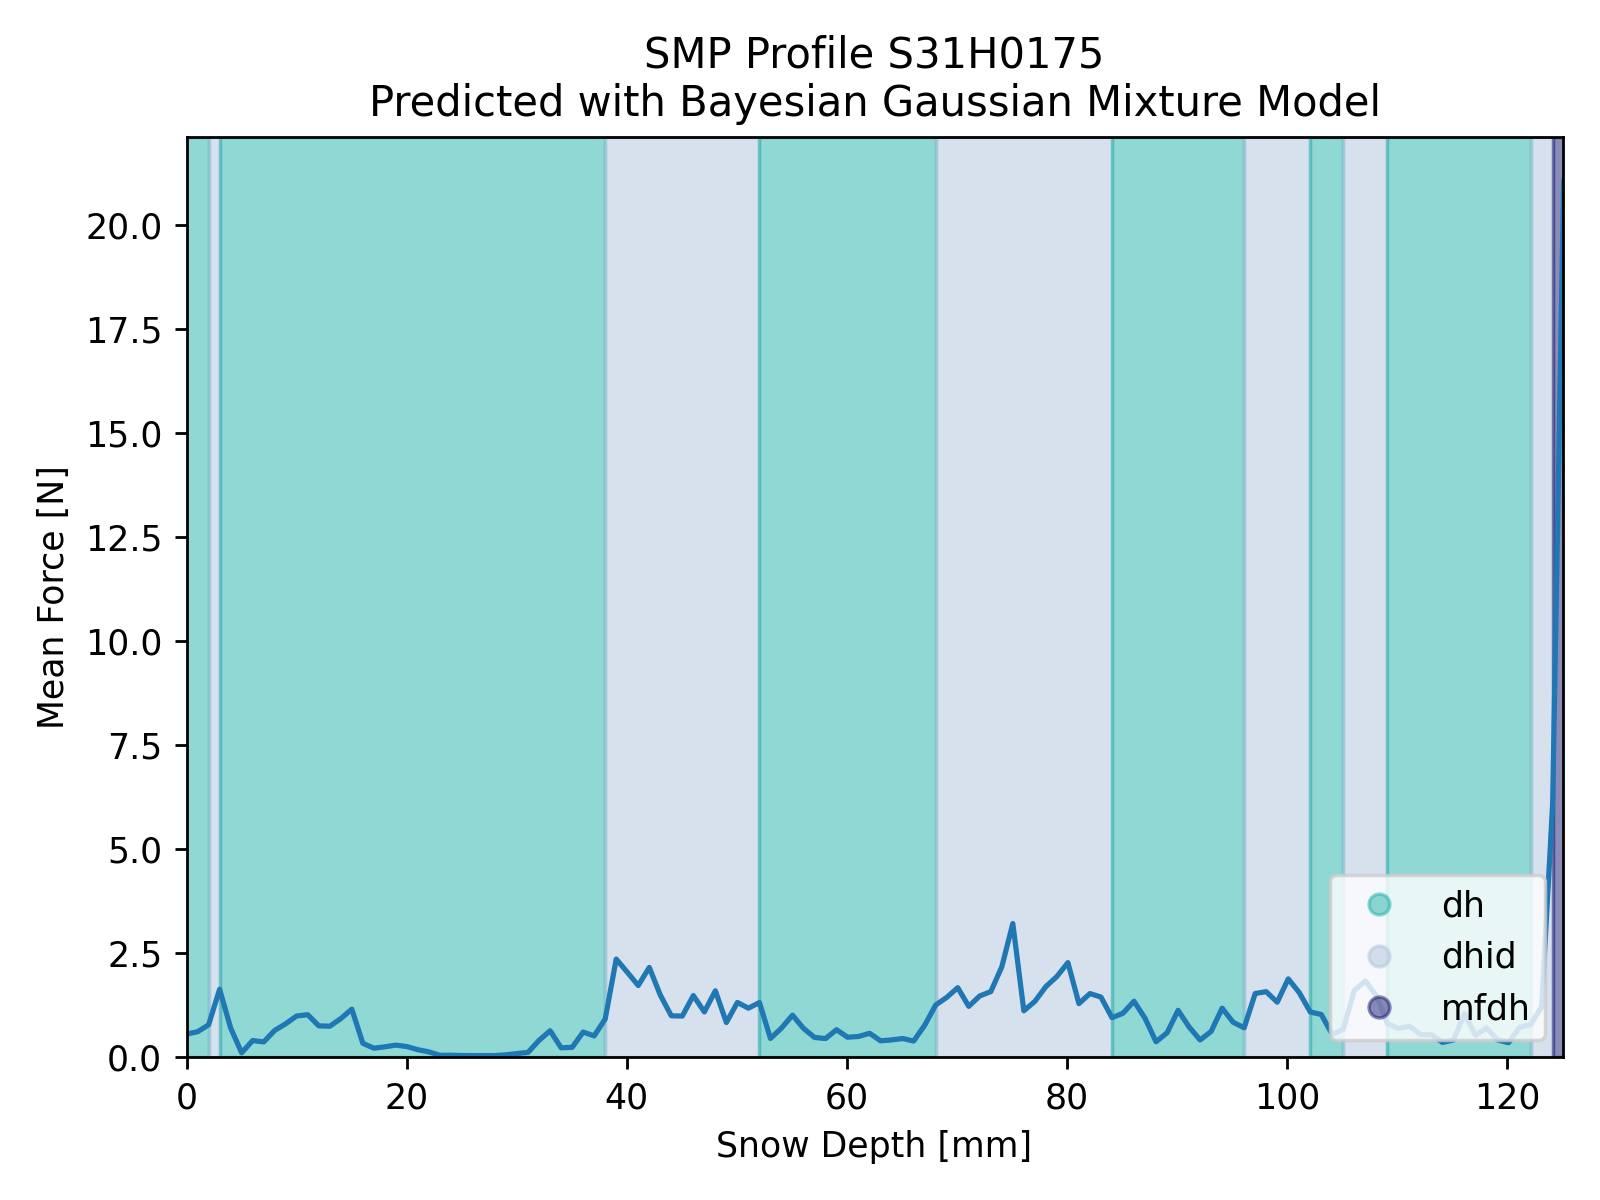 SMP Profile S31H0175
Predicted with Bayesian Gaussian Mixture Model
Mean Force [N]
20.0
17.5
15.0
12.5
10.0
7.5
5.0
2.5
0.0
dh
dhid
mfdh
0 20 40 60 80 100 120
Snow Depth [mm]